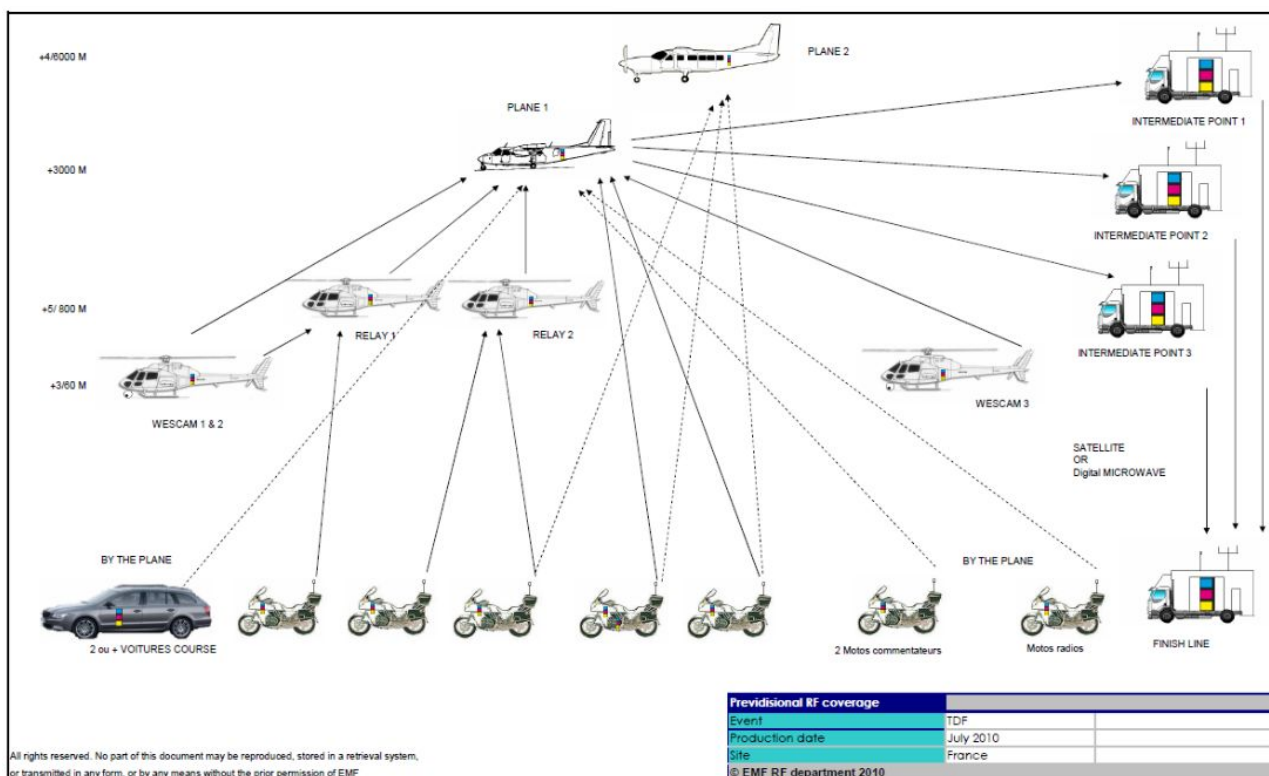 +4/6000 M
PLANE 2
PLANE 1
INTERMEDIATE POINT 1
+3000 M
INTERMEDIATE POINT 2
+5/ 800 M
RELAY 1
RELAY 2
INTERMEDIATE POINT 3
+3/60 M
WESCAM 1 & 2
WESCAM 3
SATELLITE
OR
Digital MICROWAVE
BY THE PLANE
BY THE PLANE
2 ou + VOITURES COURSE
2 Motos commentateurs
Motos radios
FINISH LINE
Previdisional RF coverage
Event TDF
Production date July 2010
Site France
© EMF RF department 2010
All rights reserved. No part of this document may be reproduced, stored in a retrieval system,
or transmitted in any form, or by any means without the prior permission of EMF